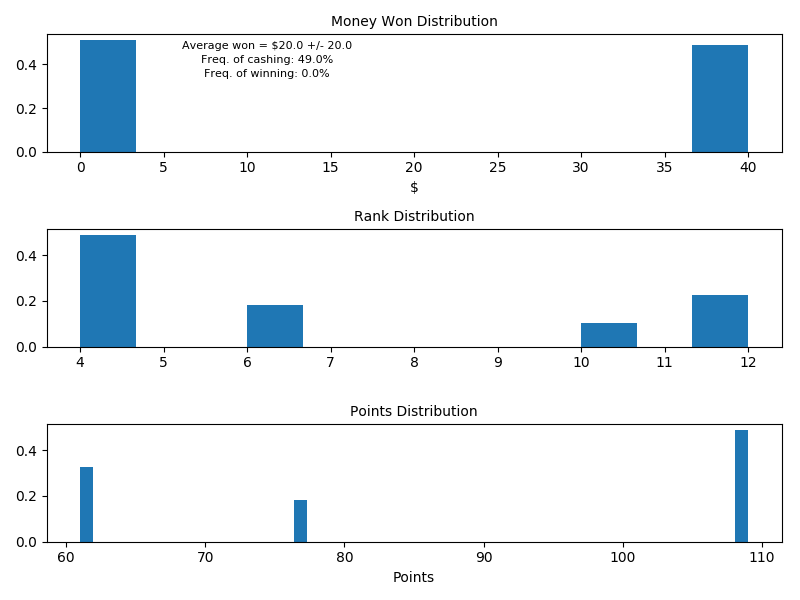 Money Won Distribution
Average won = $20.0 +/- 20.0
Freq. of cashing: 49.0%
Freq. of winning: 0.0%
0.4
0.2
0.0
0 5 10 15 20 25 30 35 40
$
Rank Distribution
0.4
0.2
0.0
4 5 6 7 8 9 10 11 12
Points Distribution
0.4
0.2
0.0
60 70 80 90 100 110
Points